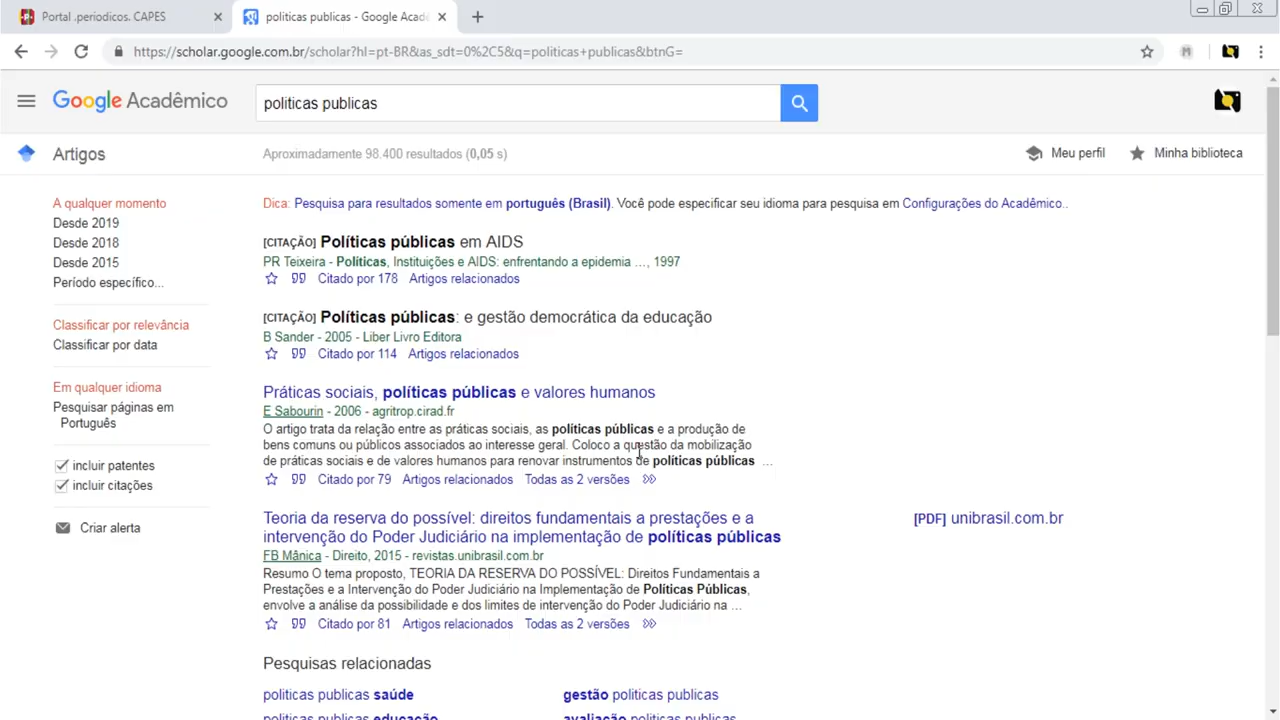 Portal .periodicos. CAPES
politicas publicas - Google Acadê
https://scholar.google.com.br/scholar?hl=pt-BR&as_sdt=0%2C5&q=politicas+publicas&btnG=
Google Acadêmico
politicas publicas
Artigos
Aproximadamente 98.400 resultados (0,05 s)
Meu perfil
Minha biblioteca
A qualquer momento
Desde 2019
Desde 2018
Desde 2015
Período específico...
Classificar por relevância
Classificar por data
Em qualquer idioma
Pesquisar páginas em
Português
incluir patentes
incluir citações
Criar alerta
Dica: Pesquisa para resultados somente em português (Brasil). Você pode especificar seu idioma para pesquisa em Configurações do Acadêmico..
[CITAÇÃO] Políticas públicas em AIDS
PR Teixeira - Políticas, Instituições e AIDS: enfrentando a epidemia …, 1997
Citado por 178 Artigos relacionados
[CITAÇÃO] Políticas públicas: e gestão democrática da educação
B Sander - 2005 - Liber Livro Editora
Citado por 114 Artigos relacionados
Práticas sociais, políticas públicas e valores humanos
E Sabourin - 2006 - agritrop.cirad.fr
O artigo trata da relação entre as práticas sociais, as políticas públicas e a produção de
bens comuns ou públicos associados ao interesse geral. Coloco a questão da mobilização
de práticas sociais e de valores humanos para renovar instrumentos de políticas públicas …
Citado por 79 Artigos relacionados Todas as 2 versões
Teoria da reserva do possível: direitos fundamentais a prestações e a
intervenção do Poder Judiciário na implementação de políticas públicas
[PDF] unibrasil.com.br
FB Mânica - Direito, 2015 - revistas.unibrasil.com.br
Resumo O tema proposto, TEORIA DA RESERVA DO POSSÍVEL: Direitos Fundamentais a
Prestações e a Intervenção do Poder Judiciário na Implementação de Políticas Públicas,
envolve a análise da possibilidade e dos limites de intervenção do Poder Judiciário na …
Citado por 81 Artigos relacionados Todas as 2 versões
Pesquisas relacionadas
politicas publicas saúde
gestão politicas publicas
politicas publicas educação
avaliação politicas publicas